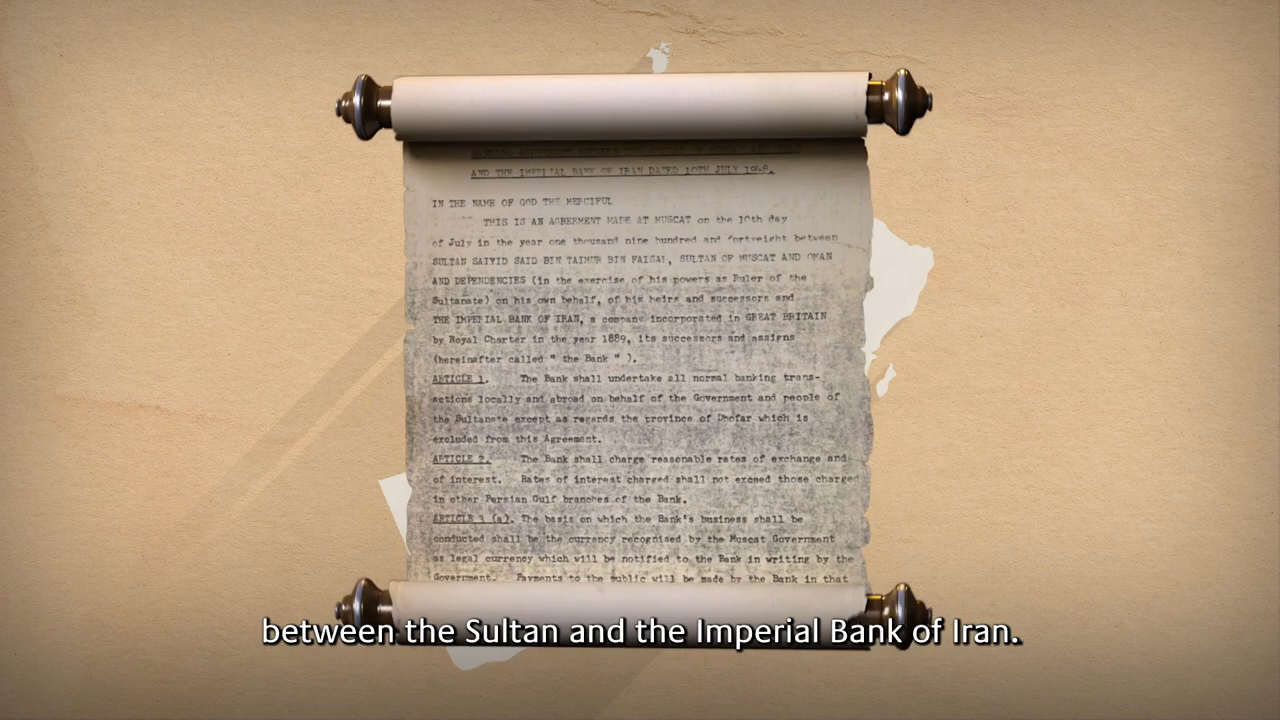 BANKING AGREEMENT BETWEEN THE SULTAN OF MUSCAT AND OMAN
AND THE IMPERIAL BANK OF IRAN DATED 10TH JULY 1948.
IN THE NAME OF GOD THE MERCIFUL
THIS IS AN AGREEMENT MADE AT MUSCAT on the 10th day
of July in the year one thousand nine hundred and fortyeight between
SULTAN SAIYID SAID BIN TAIMUR BIN FAISAL, SULTAN OF MUSCAT AND OMAN
AND DEPENDENCIES (in the exercise of his powers as Ruler of the
Sultanate) on his own behalf, of his heirs and successors and
THE IMPERIAL BANK OF IRAN, a company incorporated in GREAT BRITAIN
by Royal Charter in the year 1889, its successors and assigns
(hereinafter called " the Bank " ).
ARTICLE 1. The Bank shall undertake all normal banking trans-
actions locally and abroad on behalf of the Government and people of
the Sultanate except as regards the province of Dhofar which is
excluded from this Agreement.
ARTICLE 2. The Bank shall charge reasonable rates of exchange and
of interest. Rates of interest charged shall not exceed those charged
in other Persian Gulf branches of the Bank.
ARTICLE 3 (a). The basis on which the Bank's business shall be
conducted shall be the currency recognised by the Muscat Government
as legal currency which will be notified to the Bank in writing by the
Government. Payments to the public will be made by the Bank in that
between the Sultan and the Imperial Bank of Iran.